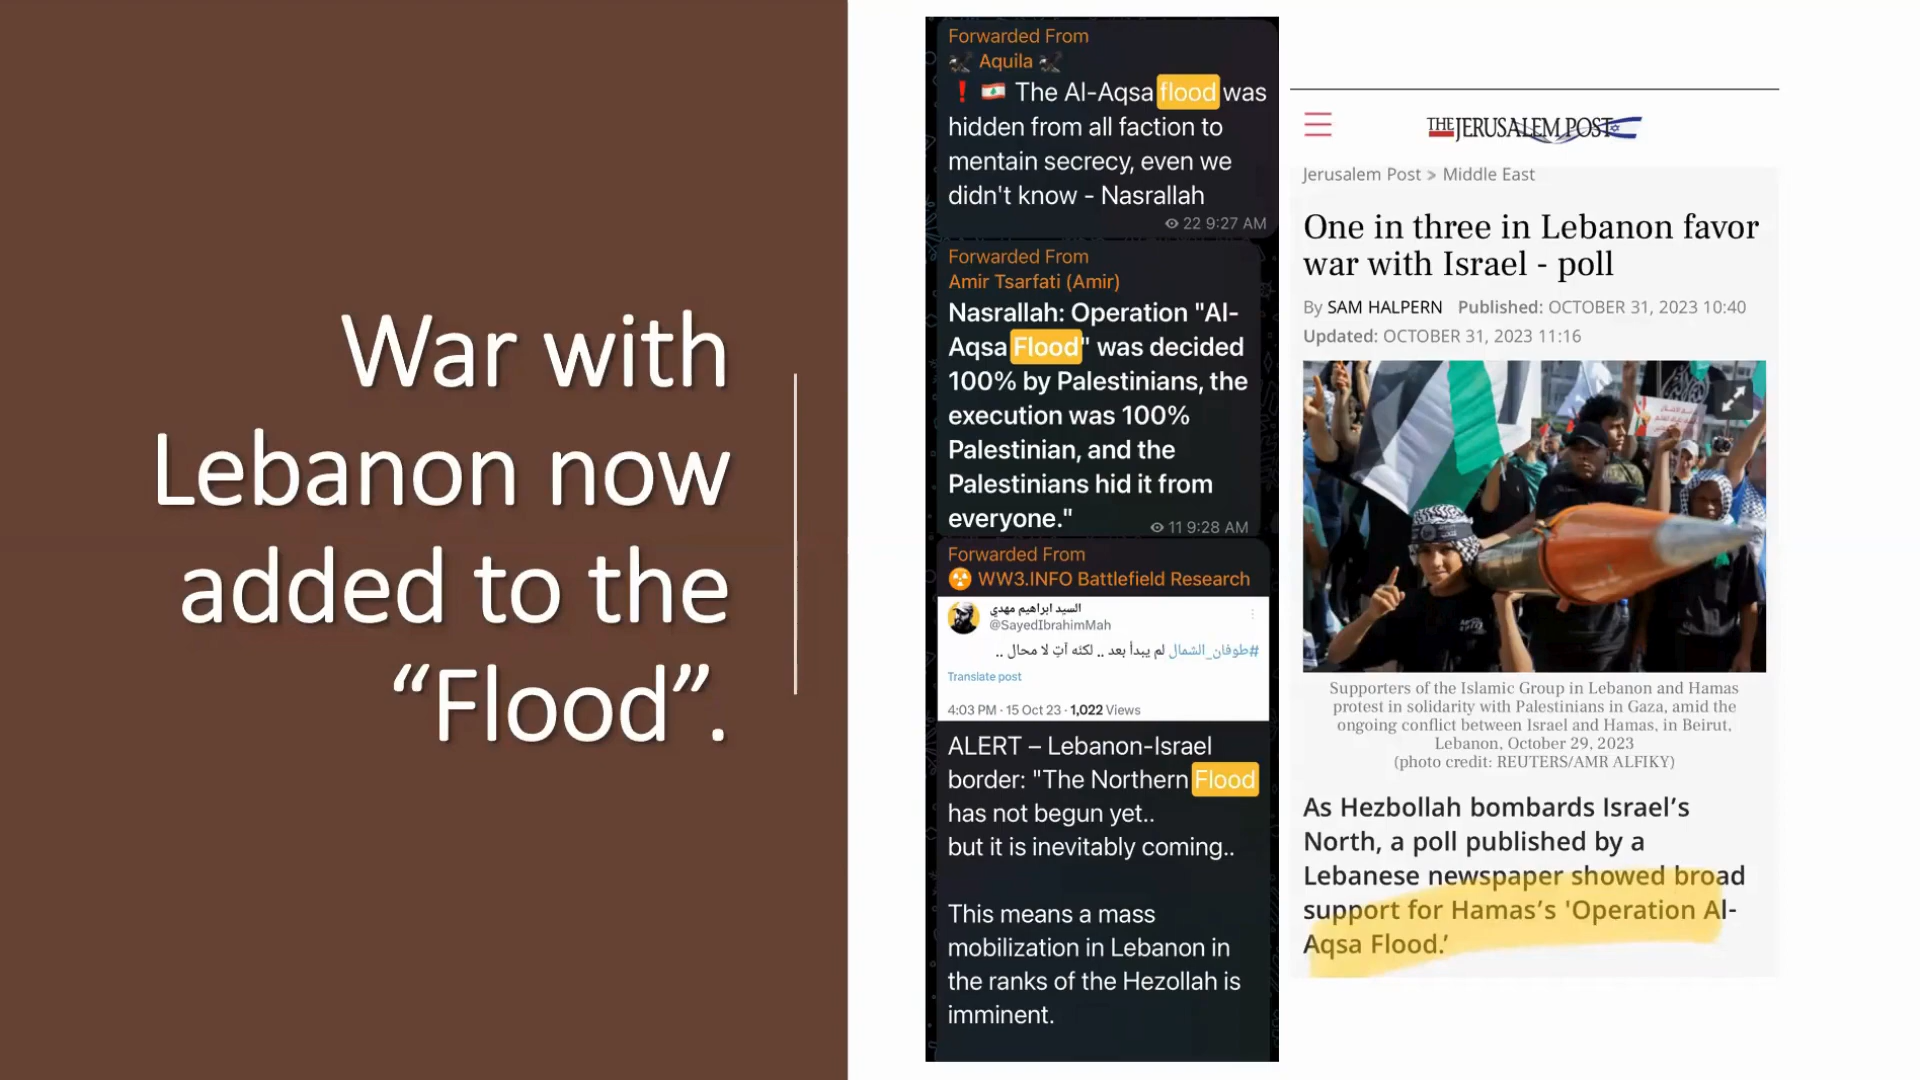 War with
Lebanon now
added to the
“Flood”.
Forwarded From
Aquila
The Al-Aqsa flood was
hidden from all faction to
mentain secrecy, even we
didn't know - Nasrallah
22 9:27 AM
Forwarded From
Amir Tsarfati (Amir)
Nasrallah: Operation "Al-
Aqsa Flood" was decided
100% by Palestinians, the
execution was 100%
Palestinian, and the
Palestinians hid it from
everyone."
11 9:28 AM
Forwarded From
WW3.INFO Battlefield Research
السيد ابراهيم مهدي
@SayedIbrahimMah
#طوفان_الشمال لم يبدأ بعد .. لكنّه آتٍ لا محال ..
Translate post
4:03 PM · 15 Oct 23 · 1,022 Views
ALERT – Lebanon-Israel
border: "The Northern Flood
has not begun yet..
but it is inevitably coming..
This means a mass
mobilization in Lebanon in
the ranks of the Hezollah is
imminent.
THE JERUSALEM POST
Jerusalem Post > Middle East
One in three in Lebanon favor
war with Israel - poll
By SAM HALPERN Published: OCTOBER 31, 2023 10:40
Updated: OCTOBER 31, 2023 11:16
Supporters of the Islamic Group in Lebanon and Hamas
protest in solidarity with Palestinians in Gaza, amid the
ongoing conflict between Israel and Hamas, in Beirut,
Lebanon, October 29, 2023
(photo credit: REUTERS/AMR ALFIKY)
As Hezbollah bombards Israel’s
North, a poll published by a
Lebanese newspaper showed broad
support for Hamas’s 'Operation Al-
Aqsa Flood.’